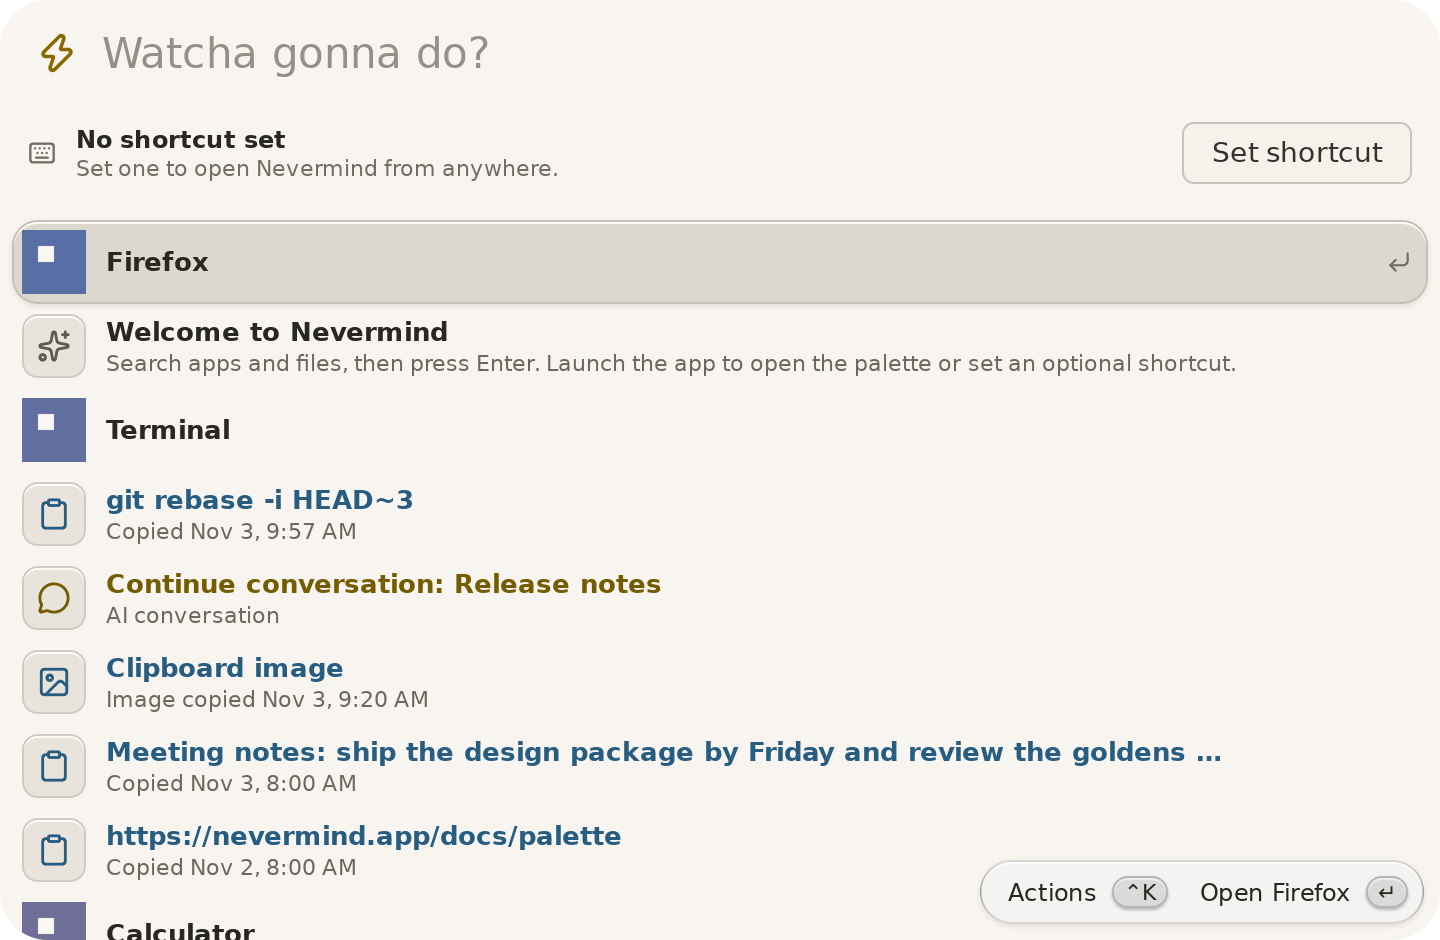 Watcha gonna do?
No shortcut set
Set one to open Nevermind from anywhere.
Set shortcut
Firefox
Welcome to Nevermind
Search apps and files, then press Enter. Launch the app to open the palette or set an optional shortcut.
Terminal
git rebase -i HEAD~3
Copied Nov 3, 9:57 AM
Continue conversation: Release notes
AI conversation
Clipboard image
Image copied Nov 3, 9:20 AM
Meeting notes: ship the design package by Friday and review the goldens …
Copied Nov 3, 8:00 AM
https://nevermind.app/docs/palette
Copied Nov 2, 8:00 AM
Actions ^K Open Firefox ↵
Calculator